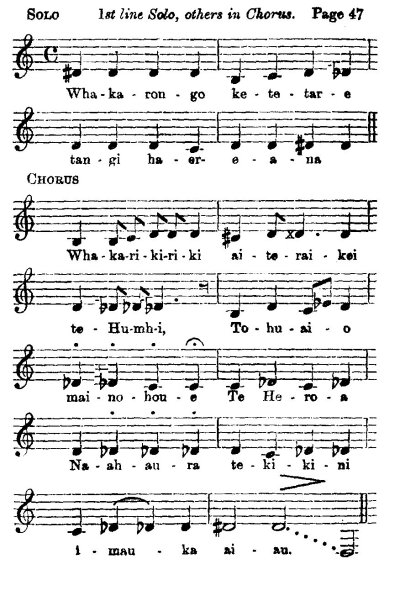 SOLO 1st line Solo, others in Chorus. Page 47
Wha-ka-ron-go ke-te-tar-e
tan-gi ha-er-e-a-na
CHORUS
Wha-ka-ri-ki-ri-ki ai-te-rai-kei
te-Hu-mh-i, To-hu-ai-o
mai-no-hou-e Te He-ro-a
Na-ah-au-ra te-ki-ki-ni
i-mau-ka ai-au.